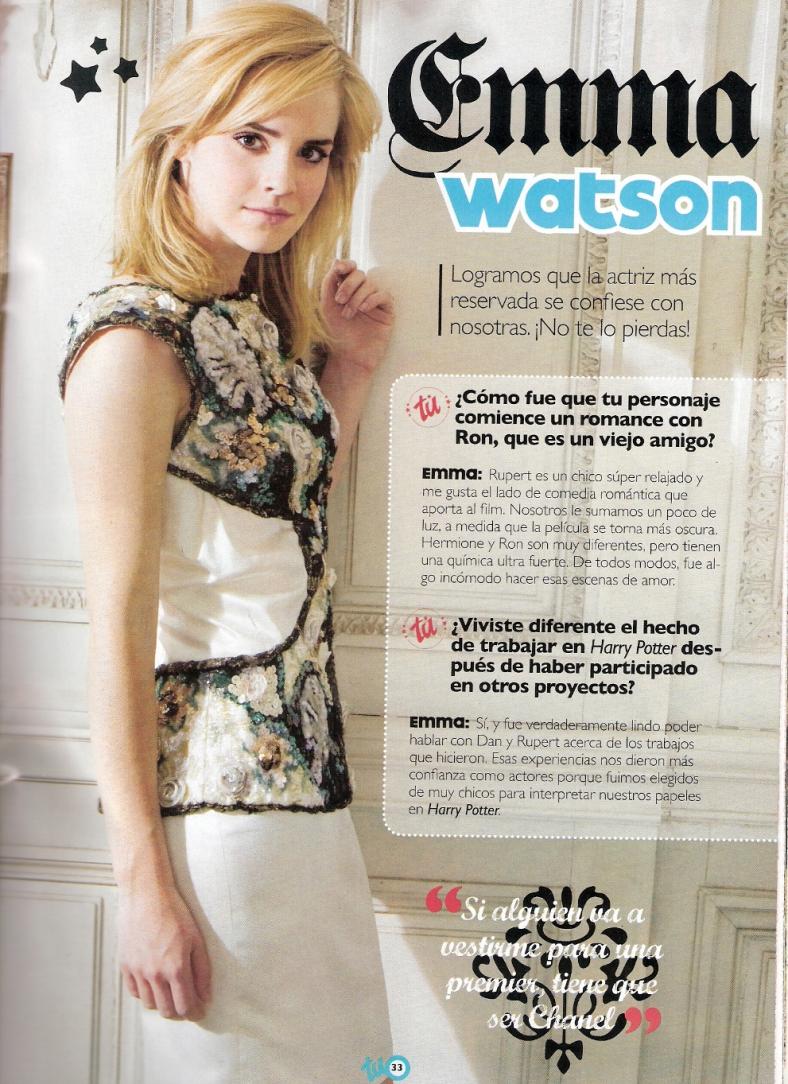 Emma
watson
Logramos que la actriz más
reservada se confiese con
nosotras. ¡No te lo pierdas!
tú ¿Cómo fue que tu personaje
comience un romance con
Ron, que es un viejo amigo?
EMMA: Rupert es un chico súper relajado y
me gusta el lado de comedia romántica que
aporta al film. Nosotros le sumamos un poco de
luz, a medida que la película se torna más oscura.
Hermione y Ron son muy diferentes, pero tienen
una química ultra fuerte. De todos modos, fue al-
go incómodo hacer esas escenas de amor.
tú ¿Viviste diferente el hecho
de trabajar en Harry Potter des-
pués de haber participado
en otros proyectos?
EMMA: Sí, y fue verdaderamente lindo poder
hablar con Dan y Rupert acerca de los trabajos
que hicieron. Esas experiencias nos dieron más
confianza como actores porque fuimos elegidos
de muy chicos para interpretar nuestros papeles
en Harry Potter.
“Si alguien va a
vestirme para una
premier, tiene que
ser Chanel”
tú 33